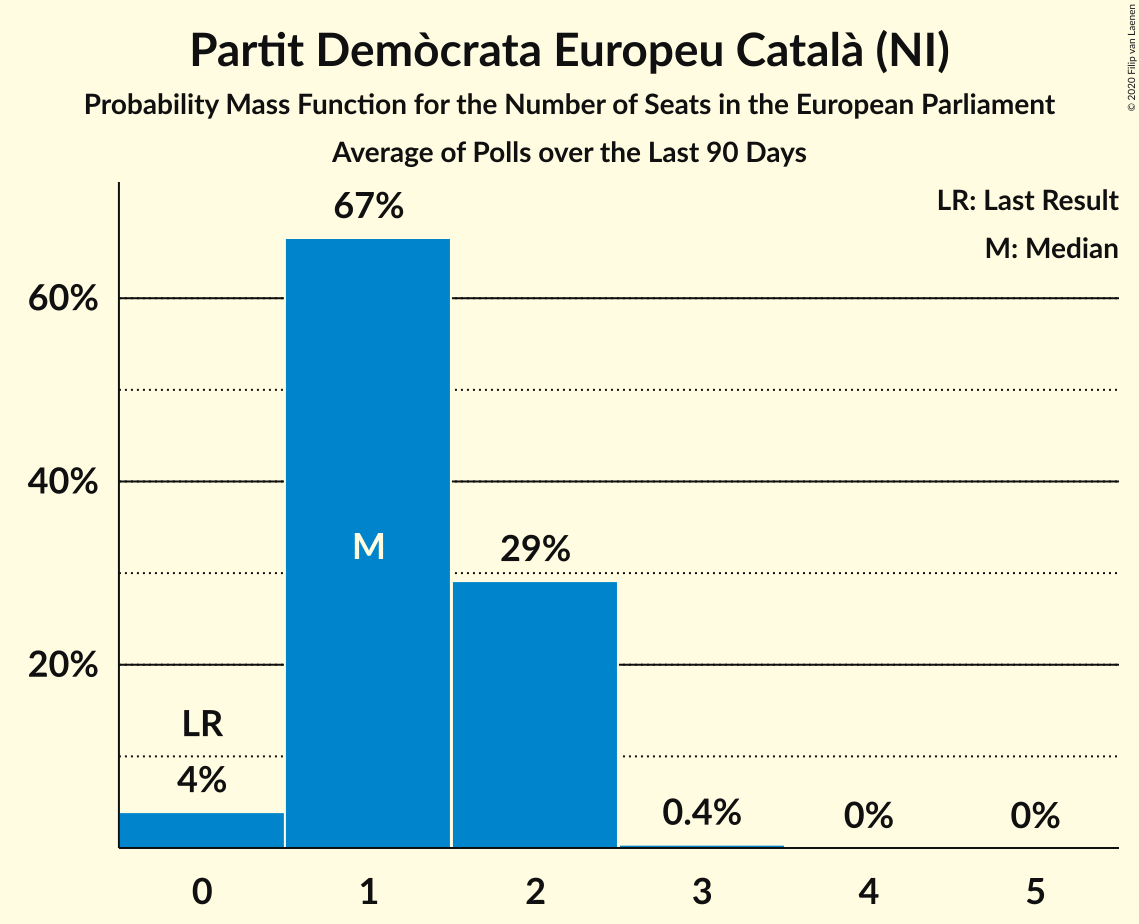 Partit Demòcrata Europeu Català (NI)
Probability Mass Function for the Number of Seats in the European Parliament
Average of Polls over the Last 90 Days
© 2020 Filip van Laenen
LR: Last Result
M: Median
67%
60%
40%
M
29%
20%
LR
4%
0.4%
0%
0%
0
1
2
3
4
5